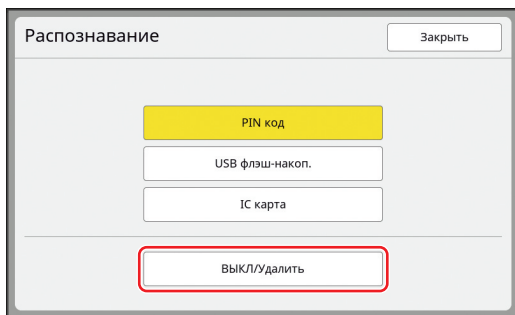 Распознавание
Закрыть
PIN код
USB флэш-накоп.
IC карта
ВЫКЛ/Удалить